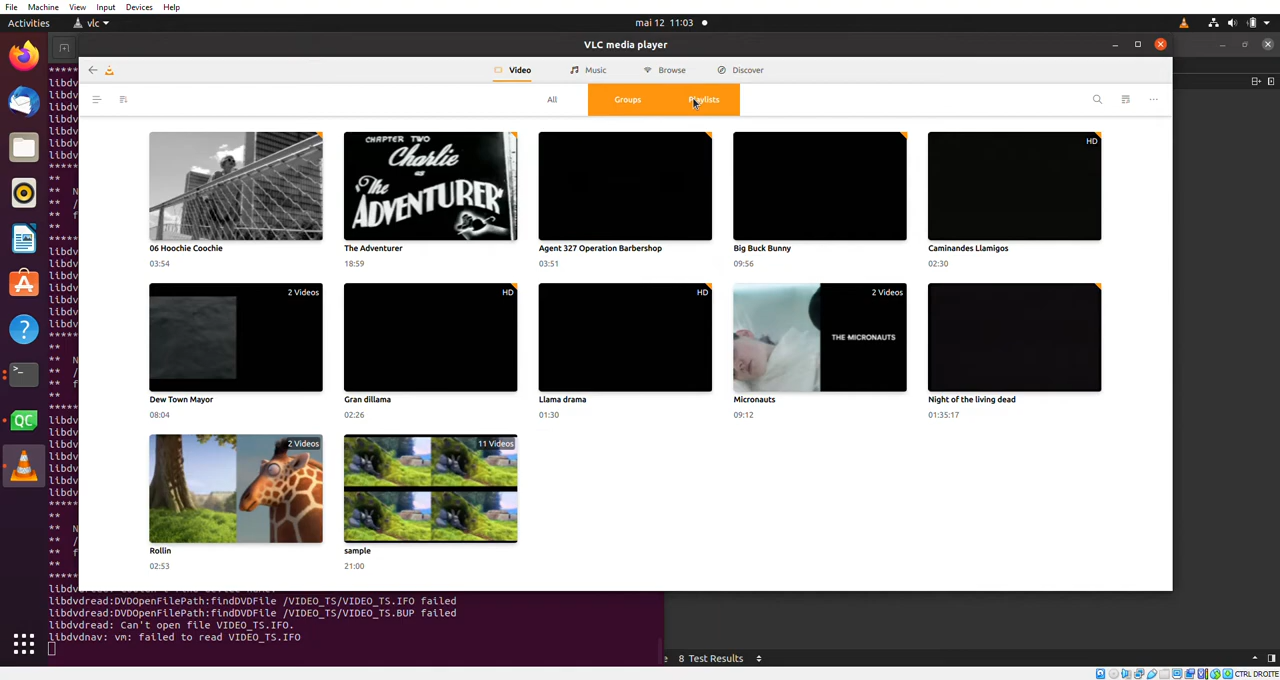 File Machine View Input Devices Help
Activities vlc mai 12 11:03
VLC media player
Video Music Browse Discover
All Groups Playlists
CHAPTER TWO
Charlie
as
"The
ADVENTURER"
HD
06 Hoochie Coochie The Adventurer Agent 327 Operation Barbershop Big Buck Bunny Caminandes Llamigos
03:54 18:59 03:51 09:56 02:30
2 Videos HD HD 2 Videos
THE MICRONAUTS
Dew Town Mayor Gran dillama Llama drama Micronauts Night of the living dead
08:04 02:26 01:30 09:12 01:35:17
2 Videos 11 Videos
Rollin sample
02:53 21:00
QC
libdvdread:DVDOpenFilePath:findDVDFile /VIDEO_TS/VIDEO_TS.IFO failed
libdvdread:DVDOpenFilePath:findDVDFile /VIDEO_TS/VIDEO_TS.BUP failed
libdvdread: Can't open file VIDEO_TS.IFO.
libdvdnav: vm: failed to read VIDEO_TS.IFO
8 Test Results
CTRL DROITE